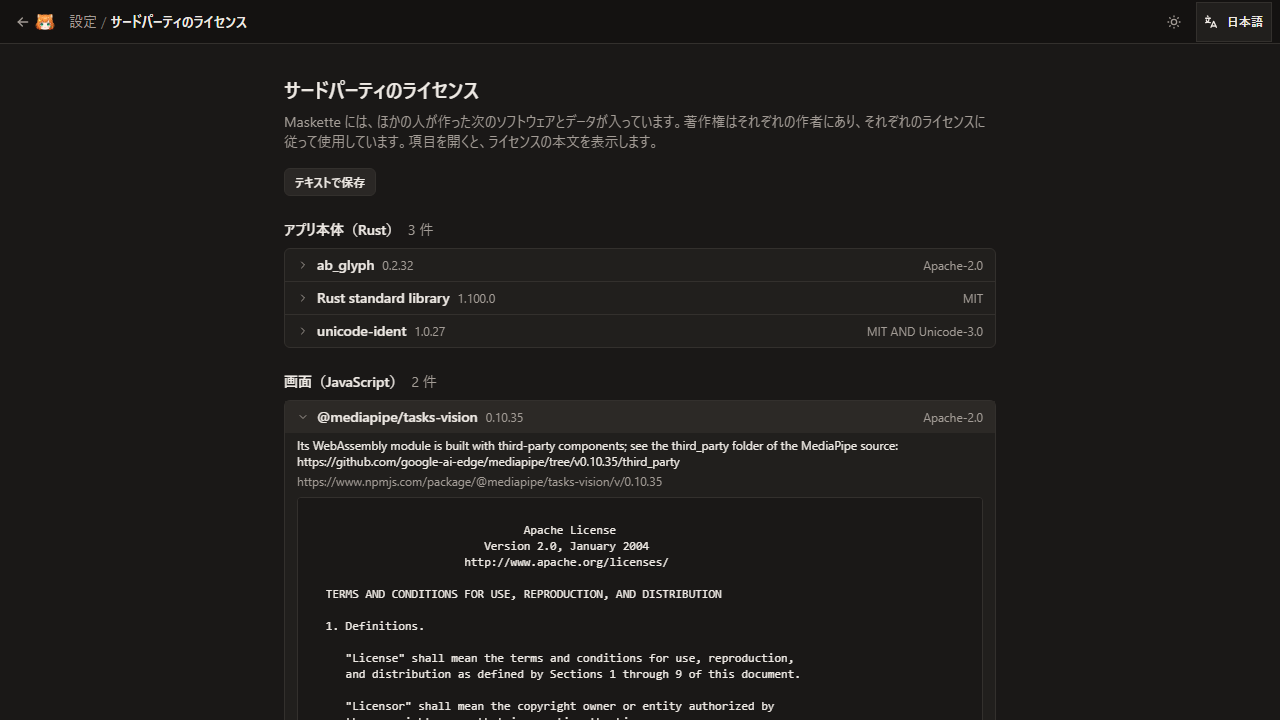 設定 / サードパーティのライセンス
日本語
サードパーティのライセンス
Maskette には、ほかの人が作った次のソフトウェアとデータが入っています。著作権はそれぞれの作者にあり、それぞれのライセンスに
従って使用しています。項目を開くと、ライセンスの本文を表示します。
テキストで保存
アプリ本体（Rust） 3 件
ab_glyph 0.2.32 Apache-2.0
Rust standard library 1.100.0 MIT
unicode-ident 1.0.27 MIT AND Unicode-3.0
画面（JavaScript） 2 件
@mediapipe/tasks-vision 0.10.35 Apache-2.0
Its WebAssembly module is built with third-party components; see the third_party folder of the MediaPipe source:
https://github.com/google-ai-edge/mediapipe/tree/v0.10.35/third_party
https://www.npmjs.com/package/@mediapipe/tasks-vision/v/0.10.35
Apache License
Version 2.0, January 2004
http://www.apache.org/licenses/
TERMS AND CONDITIONS FOR USE, REPRODUCTION, AND DISTRIBUTION
1. Definitions.
"License" shall mean the terms and conditions for use, reproduction,
and distribution as defined by Sections 1 through 9 of this document.
"Licensor" shall mean the copyright owner or entity authorized by